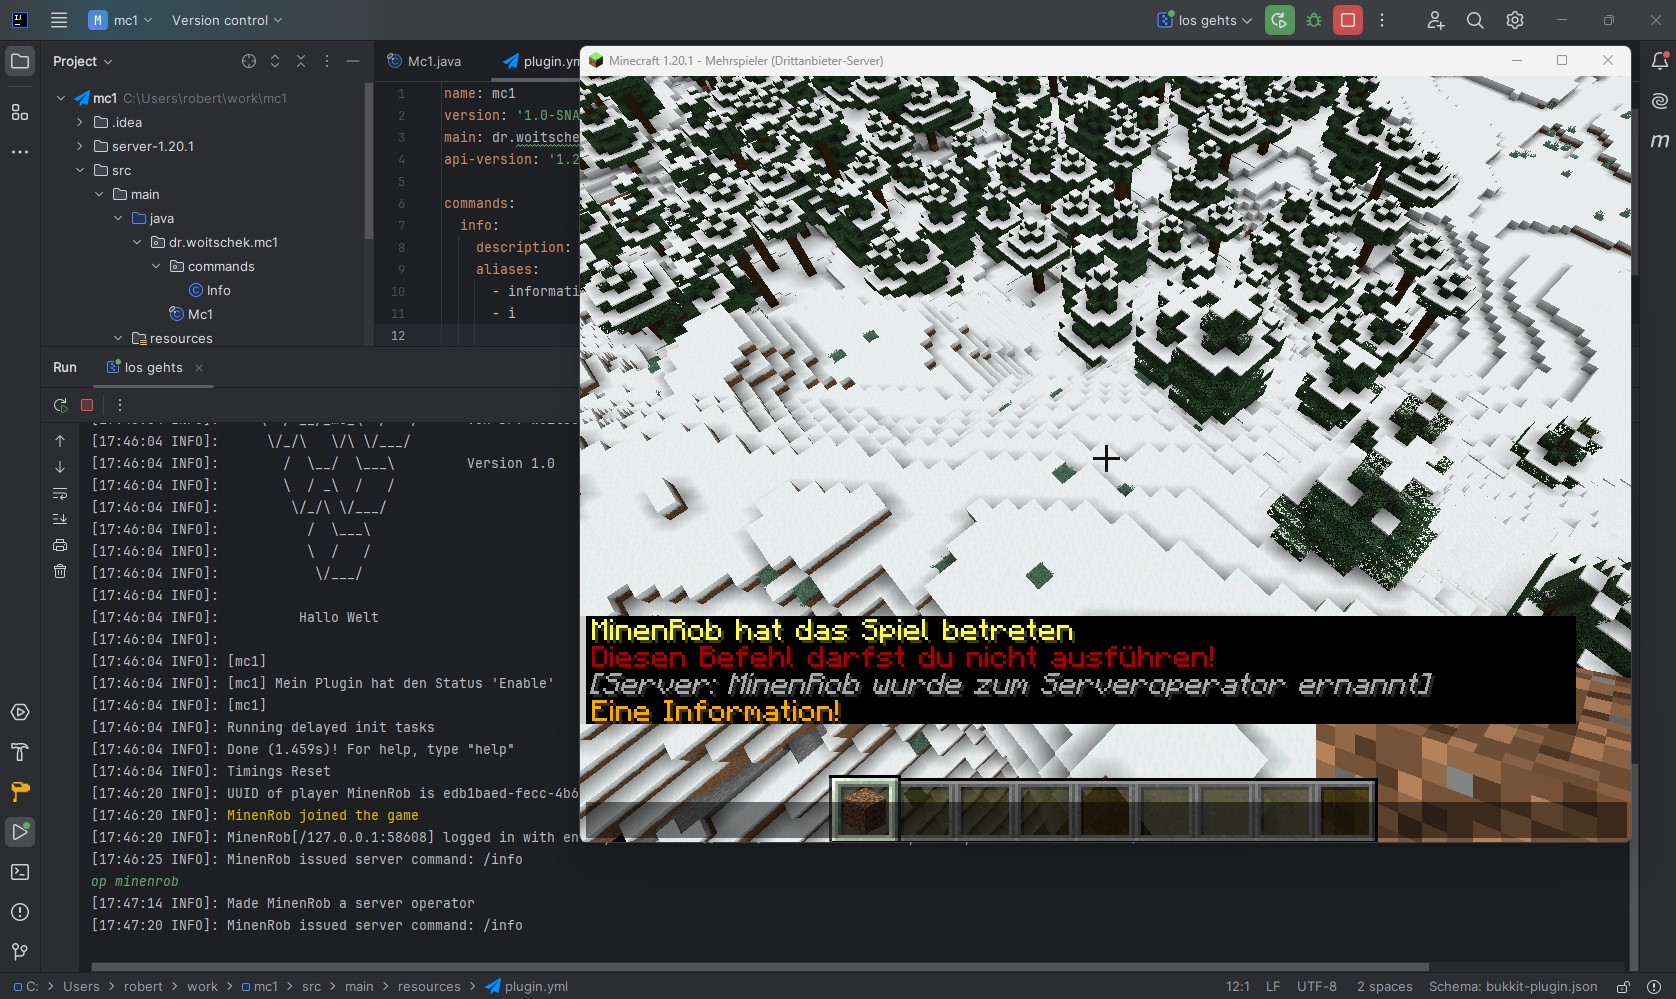 mc1
Version control
los gehts
Project
Mc1.java
plugin.ym
mc1 C:\Users\robert\work\mc1
.idea
server-1.20.1
src
main
java
dr.woitschek.mc1
commands
Info
Mc1
resources
1 name: mc1
2 version: '1.0-SNA
3 main: dr.woitsche
4 api-version: '1.2
5
6 commands:
7 info:
8 description:
9 aliases:
10 - informati
11 - i
12
Minecraft 1.20.1 - Mehrspieler (Drittanbieter-Server)
MinenRob hat das Spiel betreten
Diesen Befehl darfst du nicht ausführen!
[Server: MinenRob wurde zum Serveroperator ernannt]
Eine Information!
Run
los gehts
[17:46:04 INFO]: \/_/\ \/\ \/___/
[17:46:04 INFO]: / \__/ \___\ Version 1.0
[17:46:04 INFO]: \ / _\ / /
[17:46:04 INFO]: \/_/\ \/___/
[17:46:04 INFO]: / \___\
[17:46:04 INFO]: \ / /
[17:46:04 INFO]: \/___/
[17:46:04 INFO]:
[17:46:04 INFO]: Hallo Welt
[17:46:04 INFO]:
[17:46:04 INFO]: [mc1]
[17:46:04 INFO]: [mc1] Mein Plugin hat den Status 'Enable'
[17:46:04 INFO]: [mc1]
[17:46:04 INFO]: Running delayed init tasks
[17:46:04 INFO]: Done (1.459s)! For help, type "help"
[17:46:04 INFO]: Timings Reset
[17:46:20 INFO]: UUID of player MinenRob is edb1baed-fecc-4b6
[17:46:20 INFO]: MinenRob joined the game
[17:46:20 INFO]: MinenRob[/127.0.0.1:58608] logged in with en
[17:46:25 INFO]: MinenRob issued server command: /info
op minenrob
[17:47:14 INFO]: Made MinenRob a server operator
[17:47:20 INFO]: MinenRob issued server command: /info
C: > Users > robert > work > mc1 > src > main > resources > plugin.yml
12:1 LF UTF-8 2 spaces Schema: bukkit-plugin.json